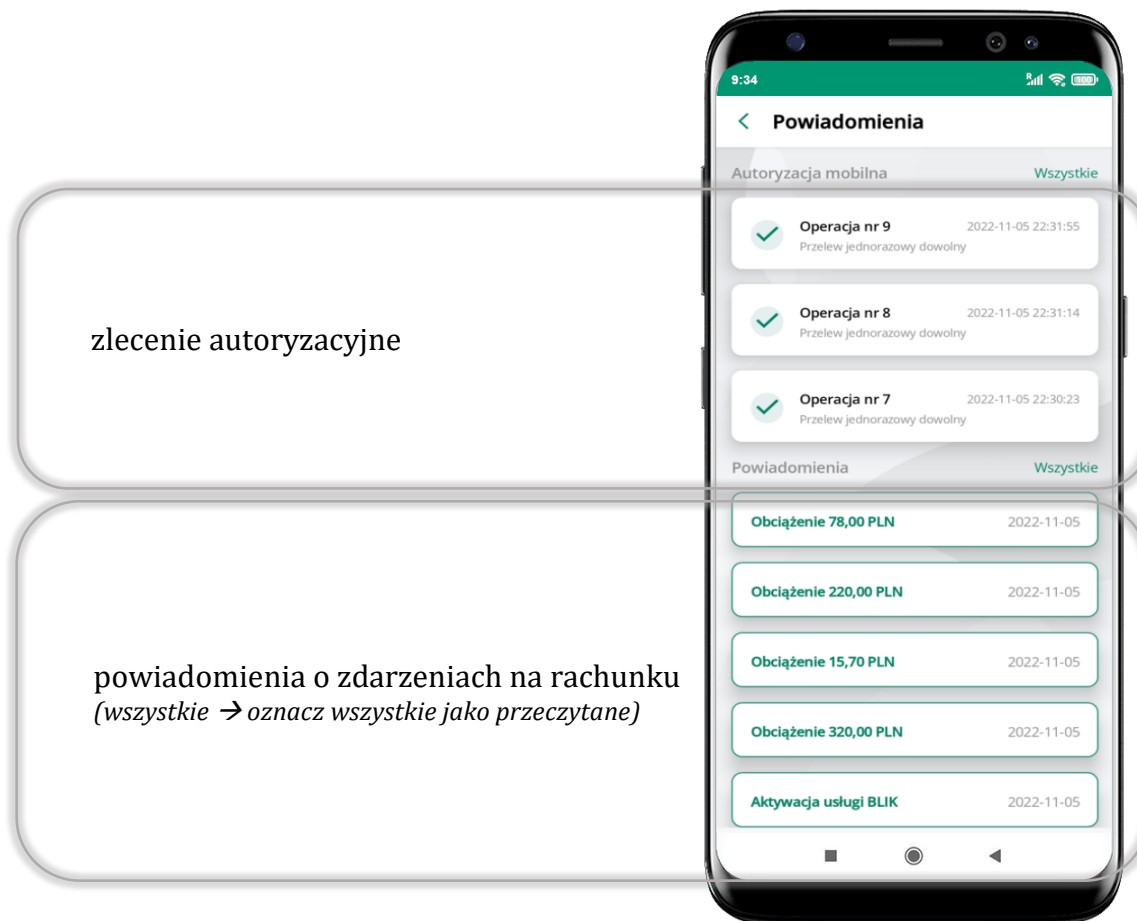 9:34
Powiadomienia
Autoryzacja mobilna Wszystkie
Operacja nr 9 2022-11-05 22:31:55
Przelew jednorazowy dowolny
zlecenie autoryzacyjne
Operacja nr 8 2022-11-05 22:31:14
Przelew jednorazowy dowolny
Operacja nr 7 2022-11-05 22:30:23
Przelew jednorazowy dowolny
Powiadomienia Wszystkie
Obciążenie 78,00 PLN 2022-11-05
Obciążenie 220,00 PLN 2022-11-05
powiadomienia o zdarzeniach na rachunku
(wszystkie → oznacz wszystkie jako przeczytane)
Obciążenie 15,70 PLN 2022-11-05
Obciążenie 320,00 PLN 2022-11-05
Aktywacja usługi BLIK 2022-11-05